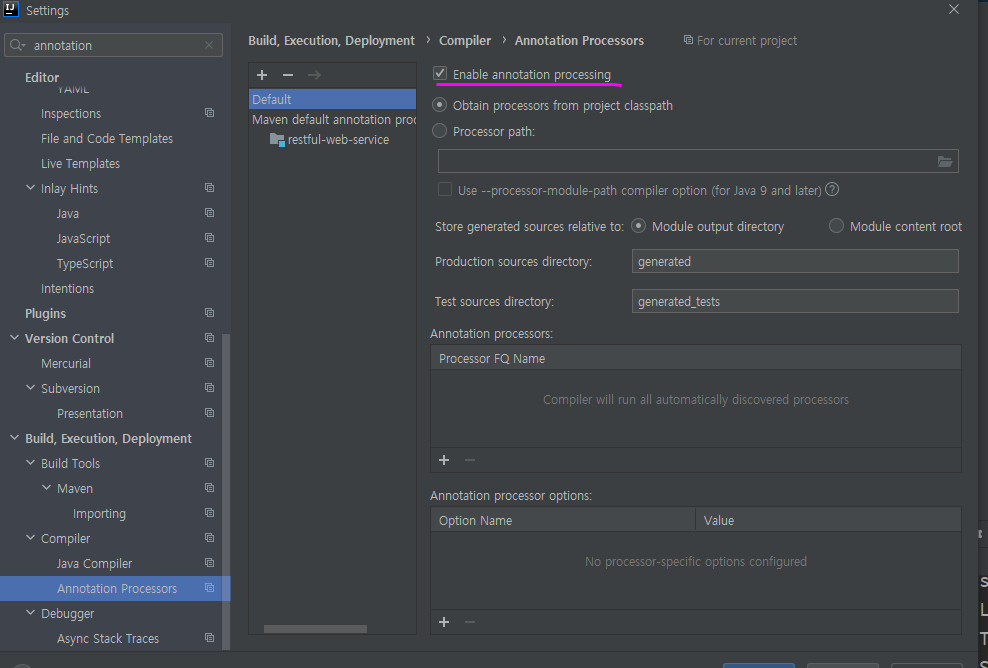 IJ
Settings
annotation
Editor
YAML
Inspections
File and Code Templates
Live Templates
Inlay Hints
Java
JavaScript
TypeScript
Intentions
Plugins
Version Control
Mercurial
Subversion
Presentation
Build, Execution, Deployment
Build Tools
Maven
Importing
Compiler
Java Compiler
Annotation Processors
Debugger
Async Stack Traces
Build, Execution, Deployment › Compiler › Annotation Processors For current project
Default
Maven default annotation proc
restful-web-service
Enable annotation processing
Obtain processors from project classpath
Processor path:
Use --processor-module-path compiler option (for Java 9 and later) ?
Store generated sources relative to: Module output directory Module content root
Production sources directory: generated
Test sources directory: generated_tests
Annotation processors:
Processor FQ Name
Compiler will run all automatically discovered processors
Annotation processor options:
Option Name Value
No processor-specific options configured